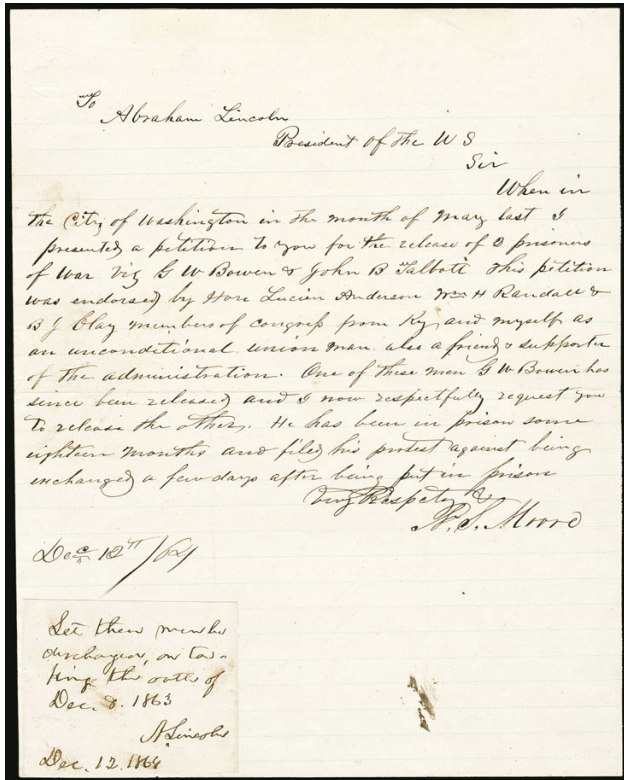 To
Abraham Lincoln
President of the U S
Sir
When in
the City of Washington in the month of May last I
presented a petition to you for the release of 2 prisoners
of War viz G W Bowen & John B Talbott This petition
was endorsed by Hon Lucien Anderson Wm H Randall &
B J Clay members of congress from Ky and myself as
an unconditional union man also a friend & supporter
of the administration. One of these men G W Bowen has
since been released and I now respectfully request you
to release the other. He has been in prison some
eighteen months and filed his protest against being
exchanged a few days after being put in prison
Very Respctly &
Moore
Dec 12th/64
Let these men be
discharged, on ta-
king the oath of
Dec. 8. 1863
A Lincoln
Dec. 12. 1864